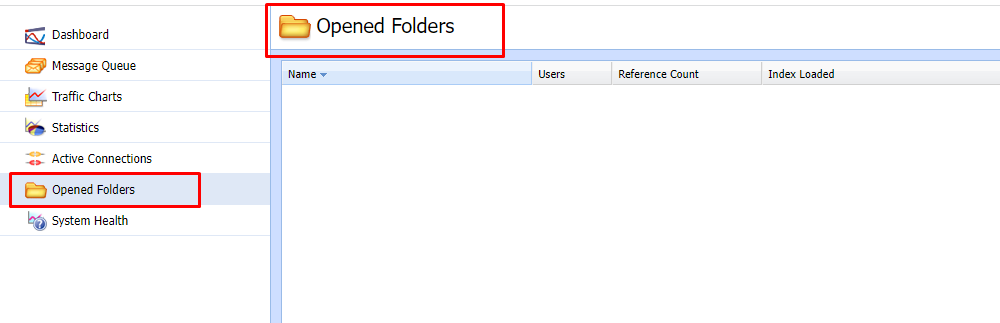 Dashboard
Message Queue
Traffic Charts
Statistics
Active Connections
Opened Folders
System Health
Opened Folders
Name Users Reference Count Index Loaded